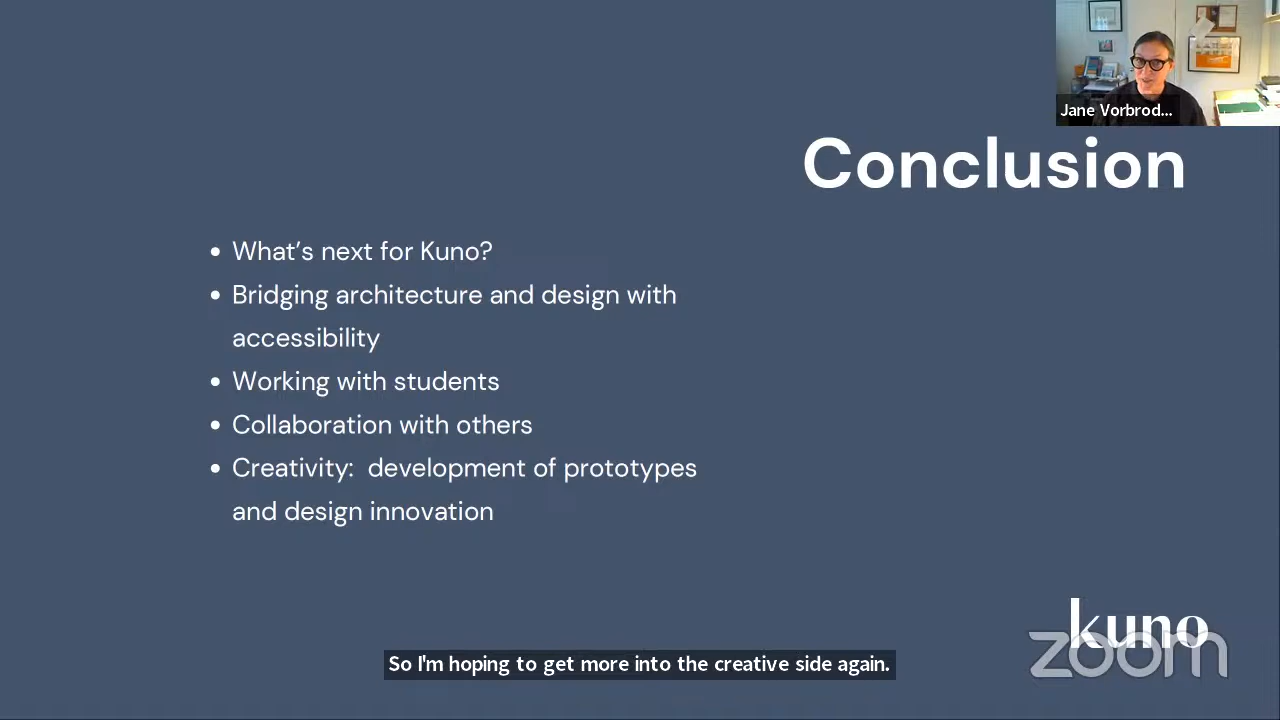 Jane Vorbrod...
Conclusion
• What’s next for Kuno?
• Bridging architecture and design with
accessibility
• Working with students
• Collaboration with others
• Creativity:  development of prototypes
and design innovation
kuno
zoom
So I'm hoping to get more into the creative side again.